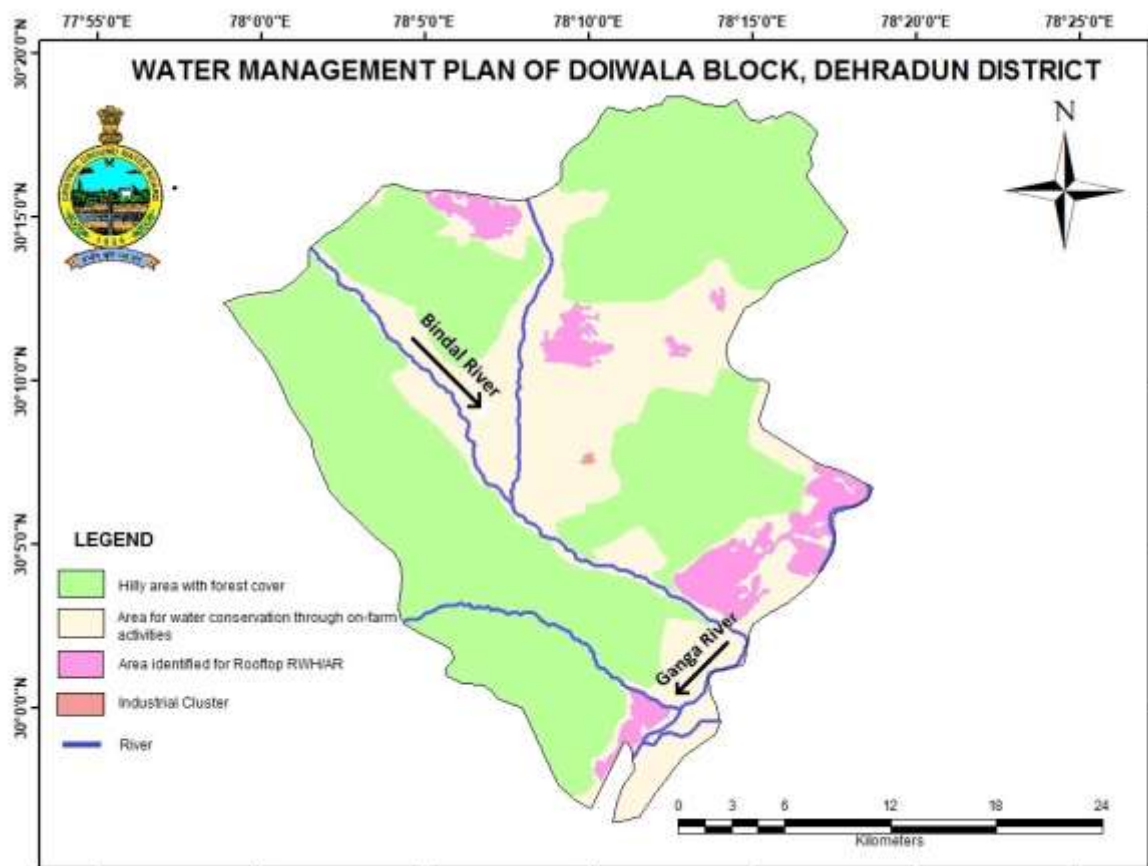 77°55'0"E 78°0'0"E 78°5'0"E 78°10'0"E 78°15'0"E 78°20'0"E 78°25'0"E
30°20'0"N
WATER MANAGEMENT PLAN OF DOIWALA BLOCK, DEHRADUN DISTRICT
N
CENTRAL GROUND WATER BOARD
30°15'0"N
Bindal River
30°10'0"N
30°5'0"N
LEGEND
Hilly area with forest cover
Area for water conservation through on-farm
activities
Area identified for Rooftop RWH/AR
Industrial Cluster
River
Ganga River
30°0'0"N
0 3 6 12 18 24
Kilometers